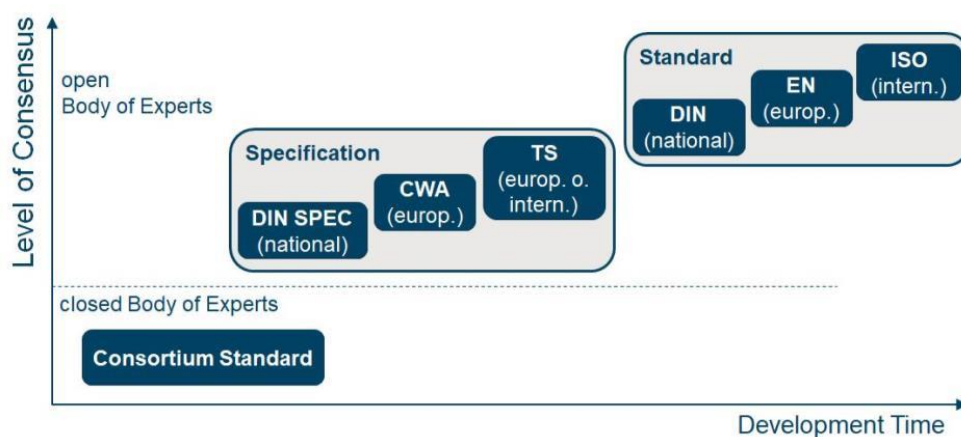 Level of Consensus
open
Body of Experts
Standard
ISO
(intern.)
EN
(europ.)
DIN
(national)
Specification
TS
(europ. o.
intern.)
CWA
(europ.)
DIN SPEC
(national)
closed Body of Experts
Consortium Standard
Development Time